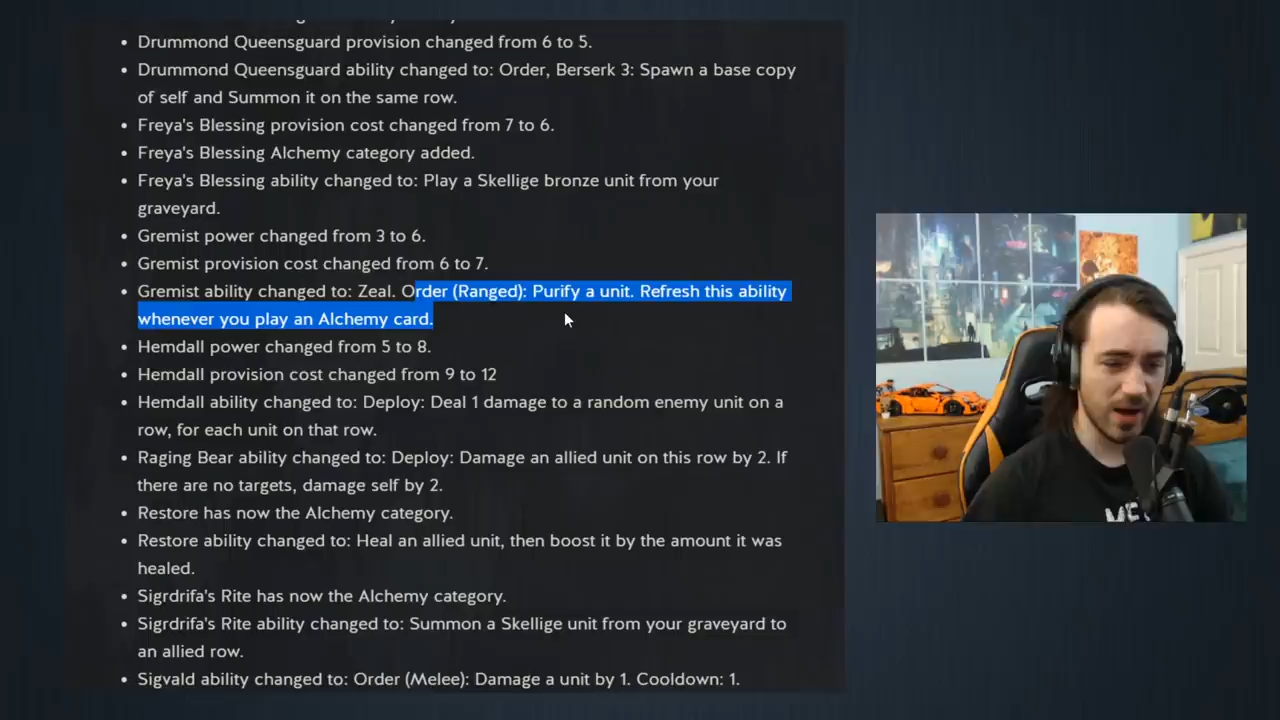 Drummond Queensguard provision changed from 6 to 5.
Drummond Queensguard ability changed to: Order, Berserk 3: Spawn a base copy
of self and Summon it on the same row.
Freya's Blessing provision cost changed from 7 to 6.
Freya's Blessing Alchemy category added.
Freya's Blessing ability changed to: Play a Skellige bronze unit from your
graveyard.
Gremist power changed from 3 to 6.
Gremist provision cost changed from 6 to 7.
Gremist ability changed to: Zeal. Order (Ranged): Purify a unit. Refresh this ability
whenever you play an Alchemy card.
Hemdall power changed from 5 to 8.
Hemdall provision cost changed from 9 to 12
Hemdall ability changed to: Deploy: Deal 1 damage to a random enemy unit on a
row, for each unit on that row.
Raging Bear ability changed to: Deploy: Damage an allied unit on this row by 2. If
there are no targets, damage self by 2.
Restore has now the Alchemy category.
Restore ability changed to: Heal an allied unit, then boost it by the amount it was
healed.
Sigrdrifa's Rite has now the Alchemy category.
Sigrdrifa's Rite ability changed to: Summon a Skellige unit from your graveyard to
an allied row.
Sigvald ability changed to: Order (Melee): Damage a unit by 1. Cooldown: 1.